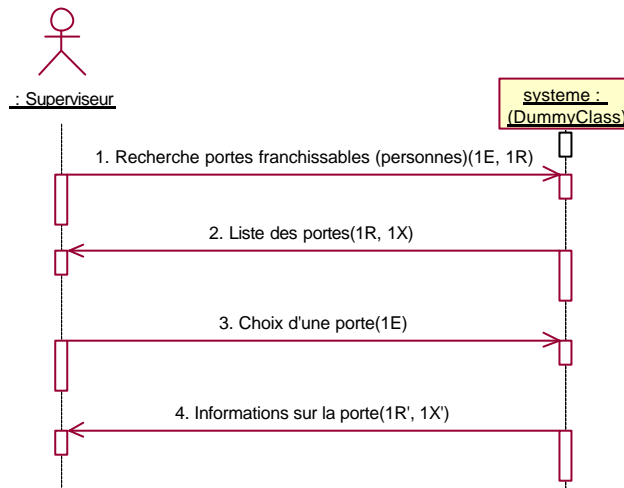 : Superviseur
systeme :
(DummyClass)
1. Recherche portes franchissables (personnes)(1E, 1R)
2. Liste des portes(1R, 1X)
3. Choix d'une porte(1E)
4. Informations sur la porte(1R', 1X')